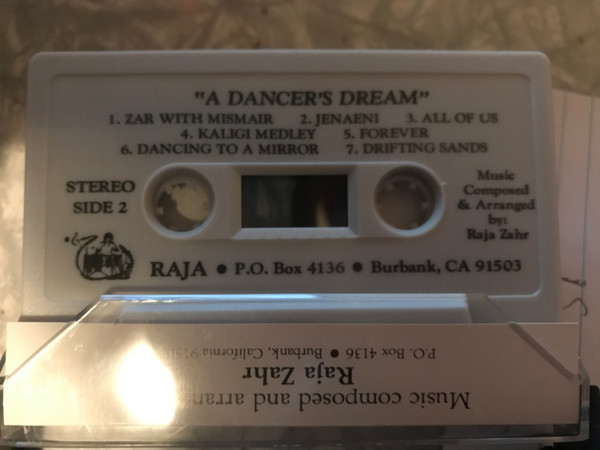 "A DANCER'S DREAM"
1. ZAR WITH MISMAIR 2. JENAENI 3. ALL OF US
4. KALIGI MEDLEY 5. FOREVER
6. DANCING TO A MIRROR 7. DRIFTING SANDS
STEREO
SIDE 2
Music
Composed
& Arranged
by:
Raja Zahr
RAJA • P.O. Box 4136 • Burbank, CA 91503
Music composed and
Raja Zahr
P.O. Box 4136 • Burbank, California